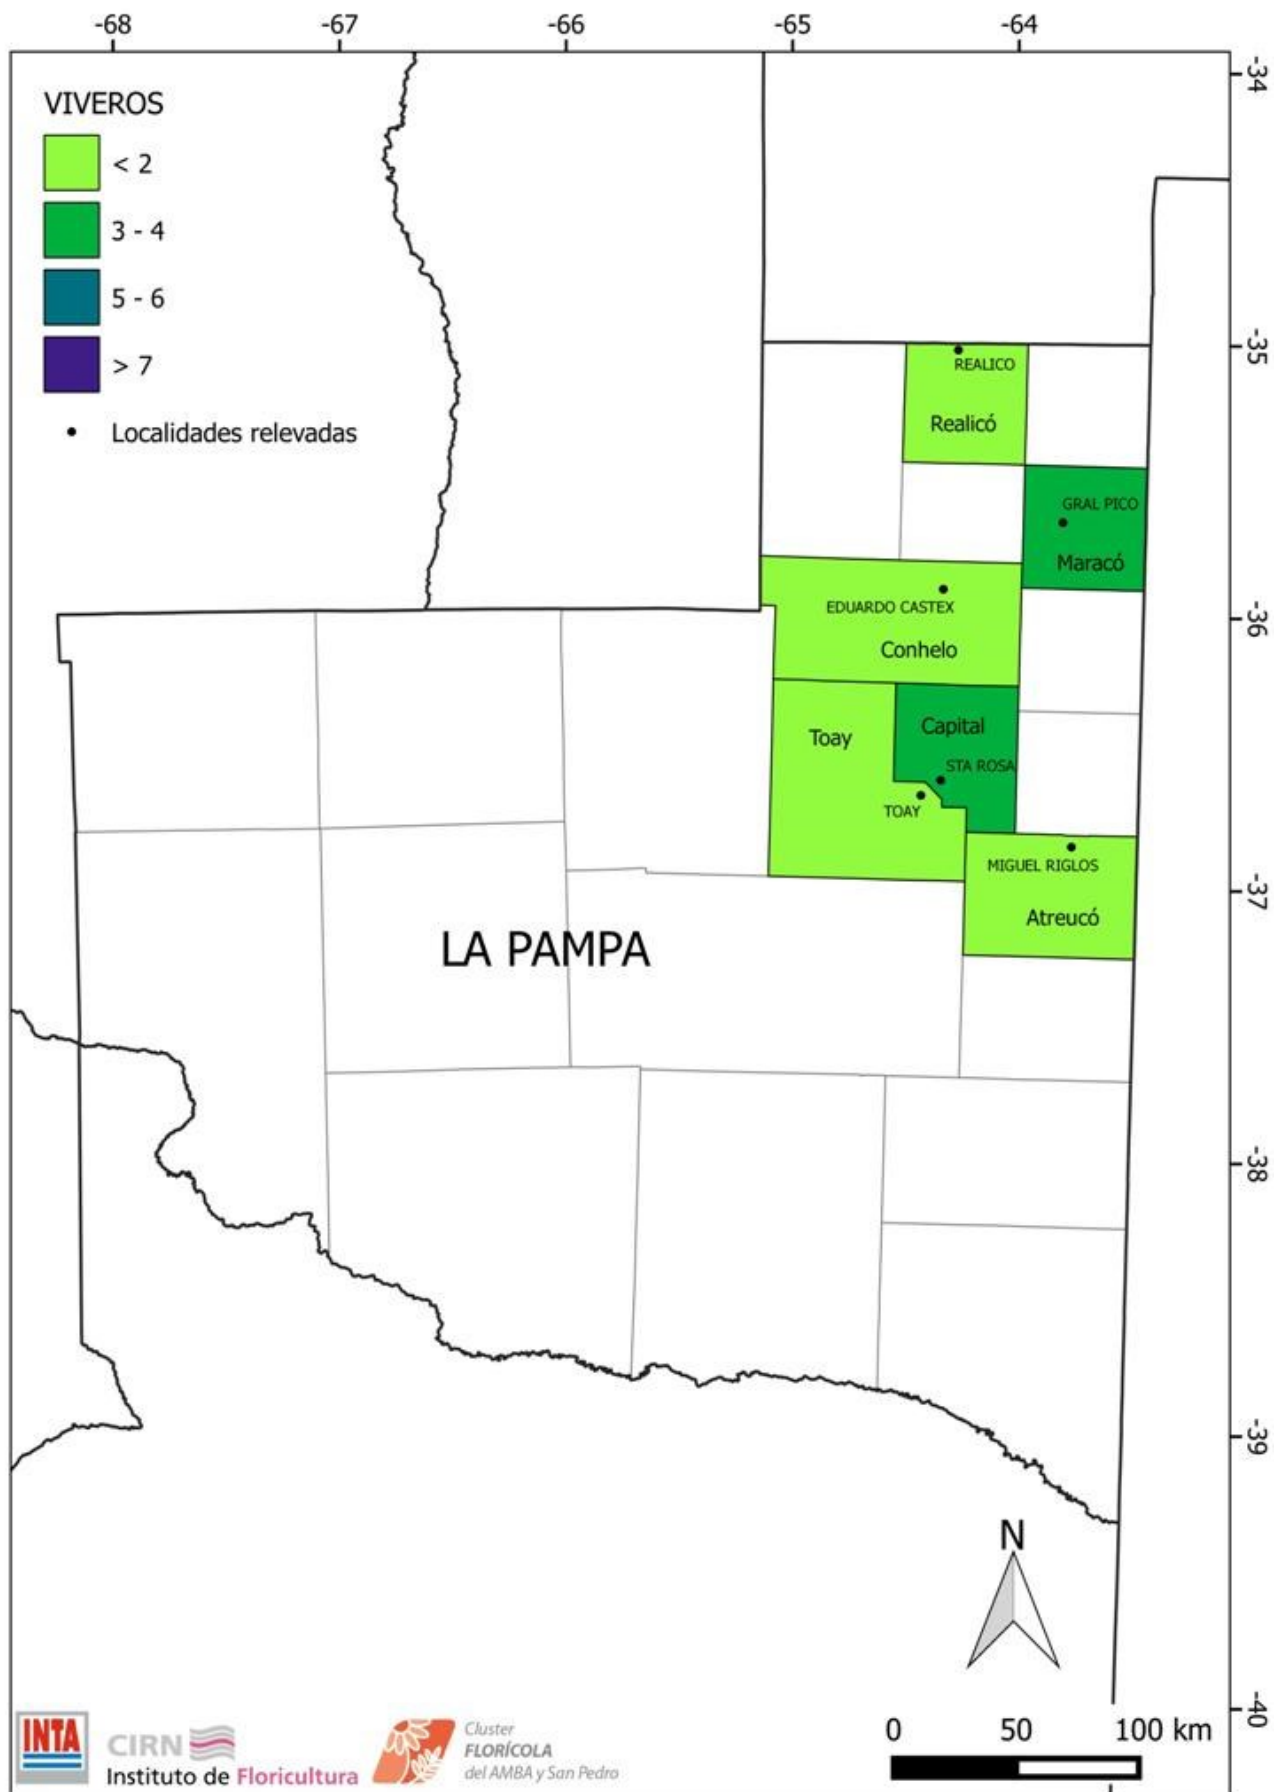 -68 -67 -66 -65 -64
-34
VIVEROS
< 2
3 - 4
5 - 6
> 7
Localidades relevadas
-35
REALICO
Realicó
GRAL PICO
Maracó
EDUARDO CASTEX
-36
Conhelo
Capital
Toay
STA ROSA
TOAY
MIGUEL RIGLOS
-37
Atreucó
LA PAMPA
-38
-39
N
-40
0 50 100 km
INTA
CIRN
Instituto de Floricultura
Cluster
FLORÍCOLA
del AMBA y San Pedro